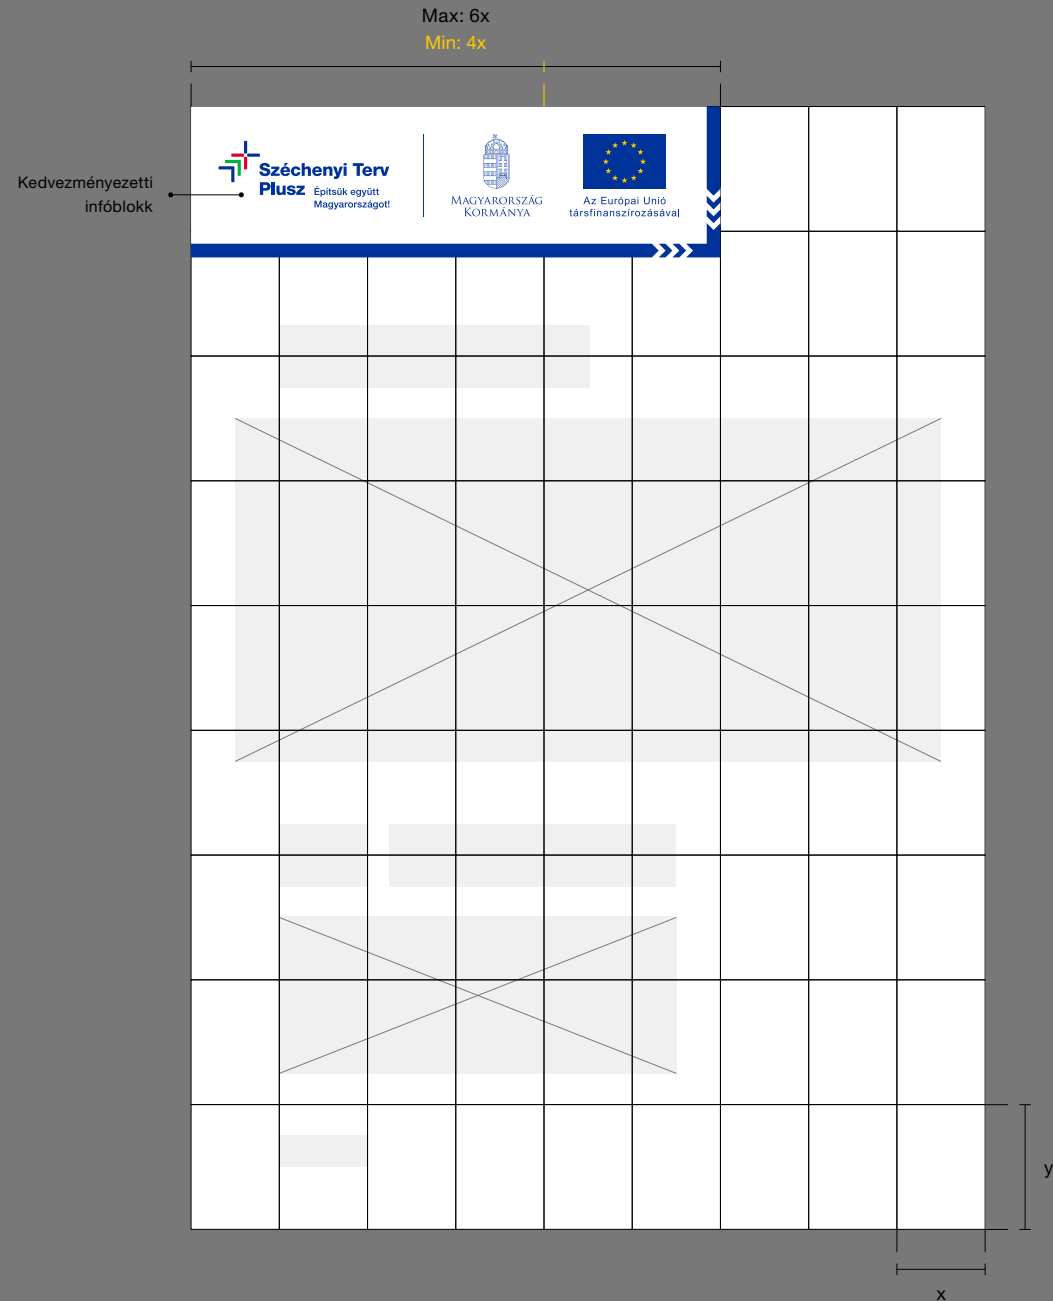 Max: 6x
Min: 4x
Kedvezményezetti
infóblokk
Széchenyi Terv
Plusz
Építsük együtt
Magyarországot!
MAGYARORSZÁG
KORMÁNYA
Az Európai Unió
társfinanszírozásával
y
x